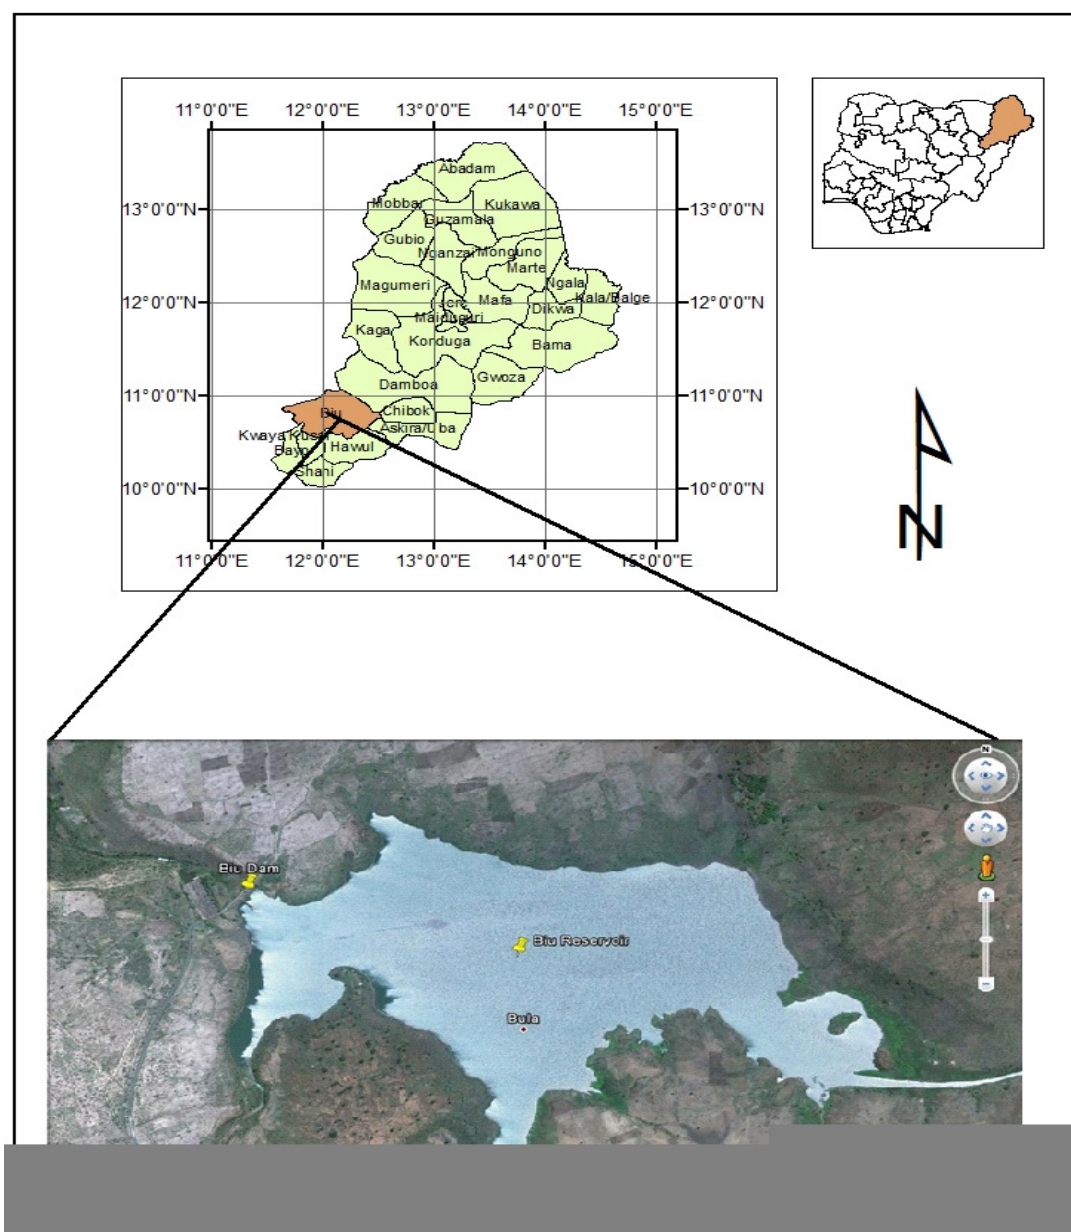 11°0'0"E 12°0'0"E 13°0'0"E 14°0'0"E 15°0'0"E
Abadam
13°0'0"N Mobbar Kukawa 13°0'0"N
Guzamala
Gubio
Nganzai Monguno
Marte
Magumeri Ngala
12°0'0"N Jere Mafa Kala/Balge 12°0'0"N
Maiduguri Dikwa
Kaga
Konduga Bama
Gwoza
11°0'0"N Damboa 11°0'0"N
Biu Chibok
Askira/Uba
Kwaya Kusar
Bayo Hawul
Shani
10°0'0"N 10°0'0"N
11°0'0"E 12°0'0"E 13°0'0"E 14°0'0"E 15°0'0"E
N
N
Biu Dam
Biu Reservoir
Bula